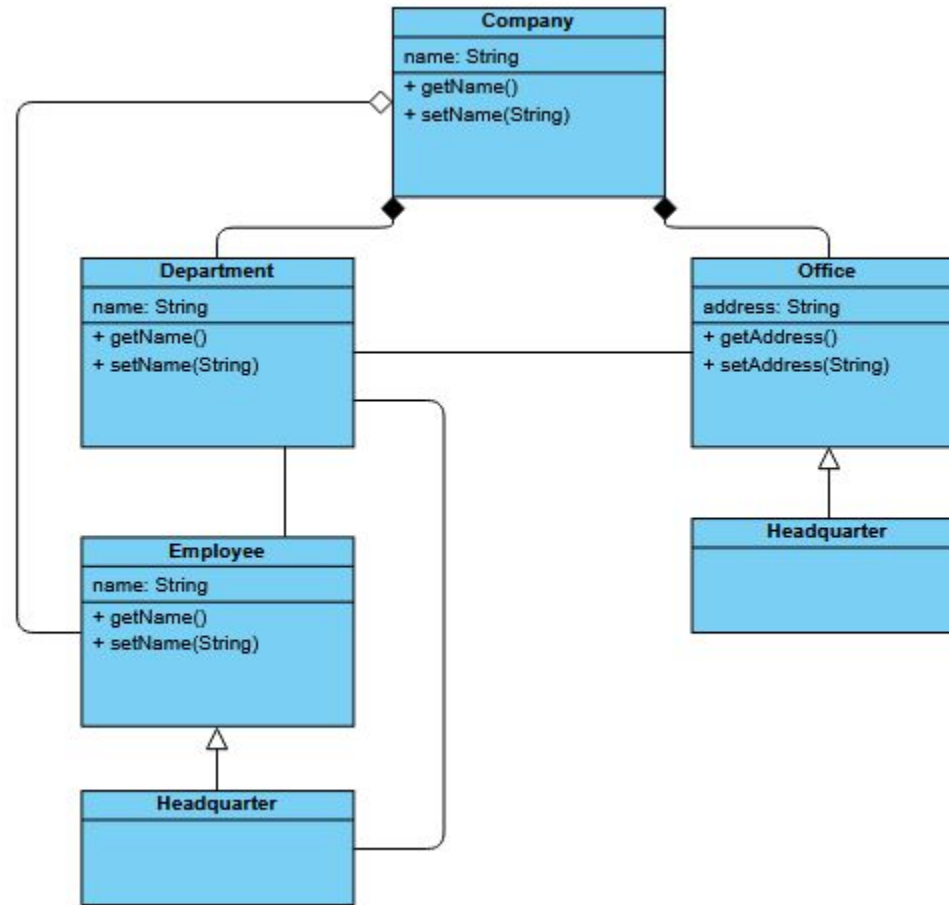 Company
name: String
+ getName()
+ setName(String)
Department
name: String
+ getName()
+ setName(String)
Office
address: String
+ getAddress()
+ setAddress(String)
Employee
name: String
+ getName()
+ setName(String)
Headquarter
Headquarter